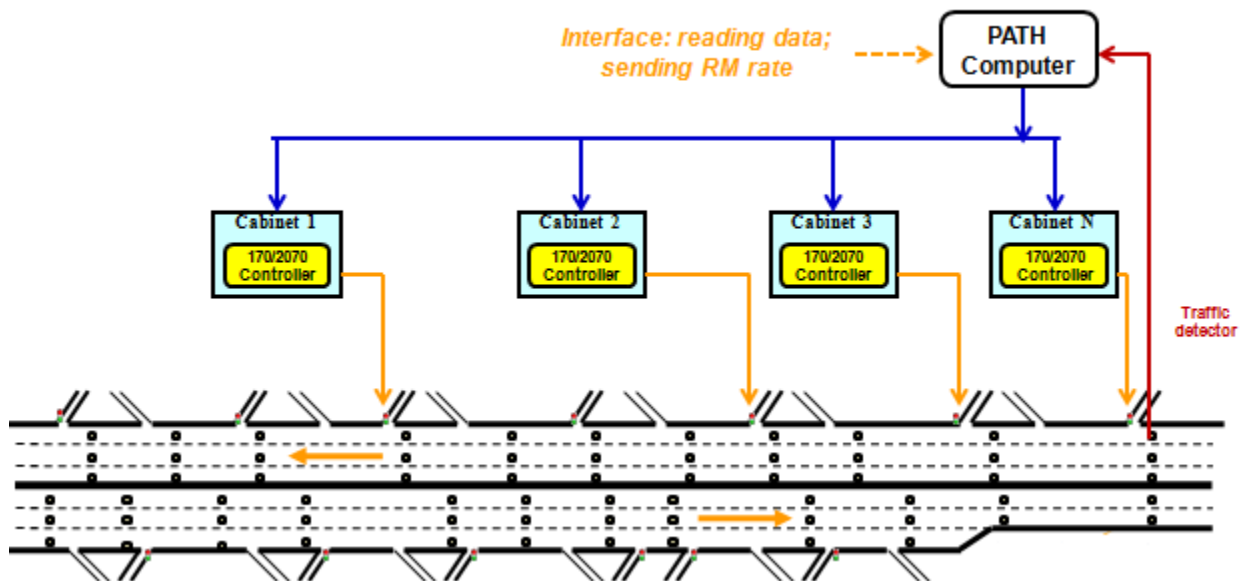 Interface: reading data;
sending RM rate
PATH
Computer
Cabinet 1
170/2070
Controller
Cabinet 2
170/2070
Controller
Cabinet 3
170/2070
Controller
Cabinet N
170/2070
Controller
Traffic
detector